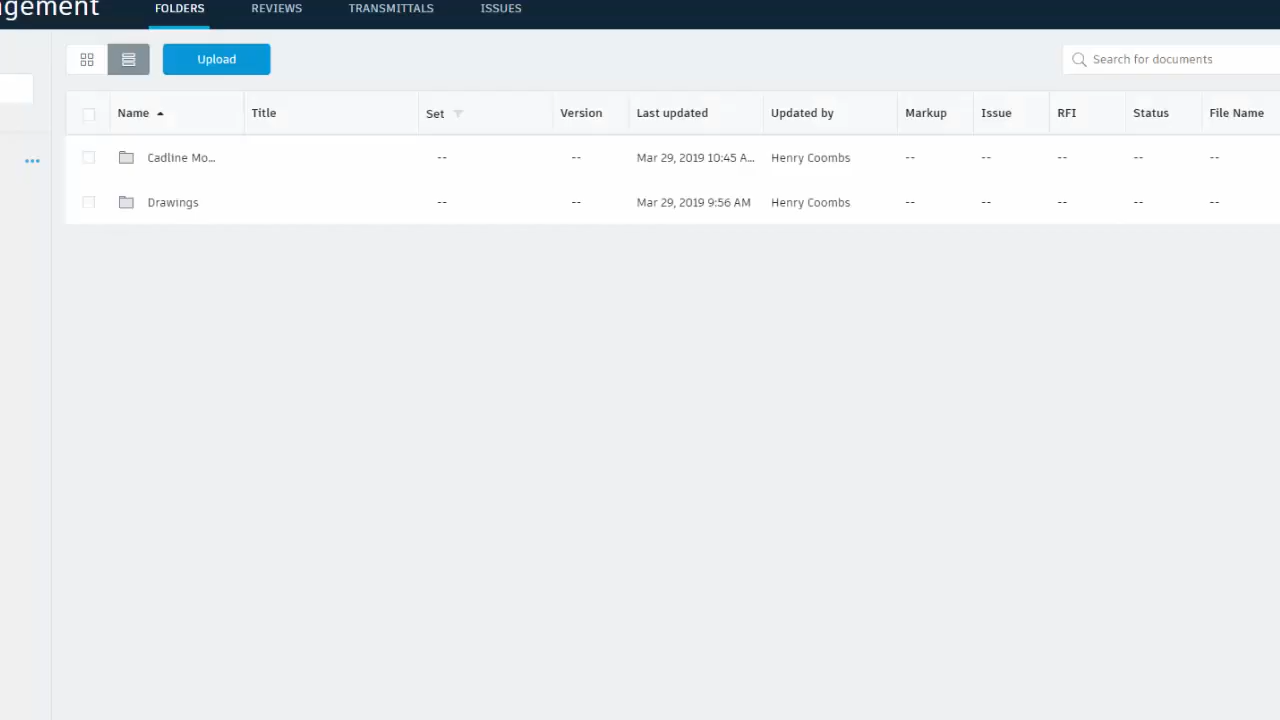 gement FOLDERS REVIEWS TRANSMITTALS ISSUES
Upload Search for documents
Name Title Set Version Last updated Updated by Markup Issue RFI Status File Name
Cadline Mo... -- -- Mar 29, 2019 10:45 A... Henry Coombs -- -- -- -- --
Drawings -- -- Mar 29, 2019 9:56 AM Henry Coombs -- -- -- -- --